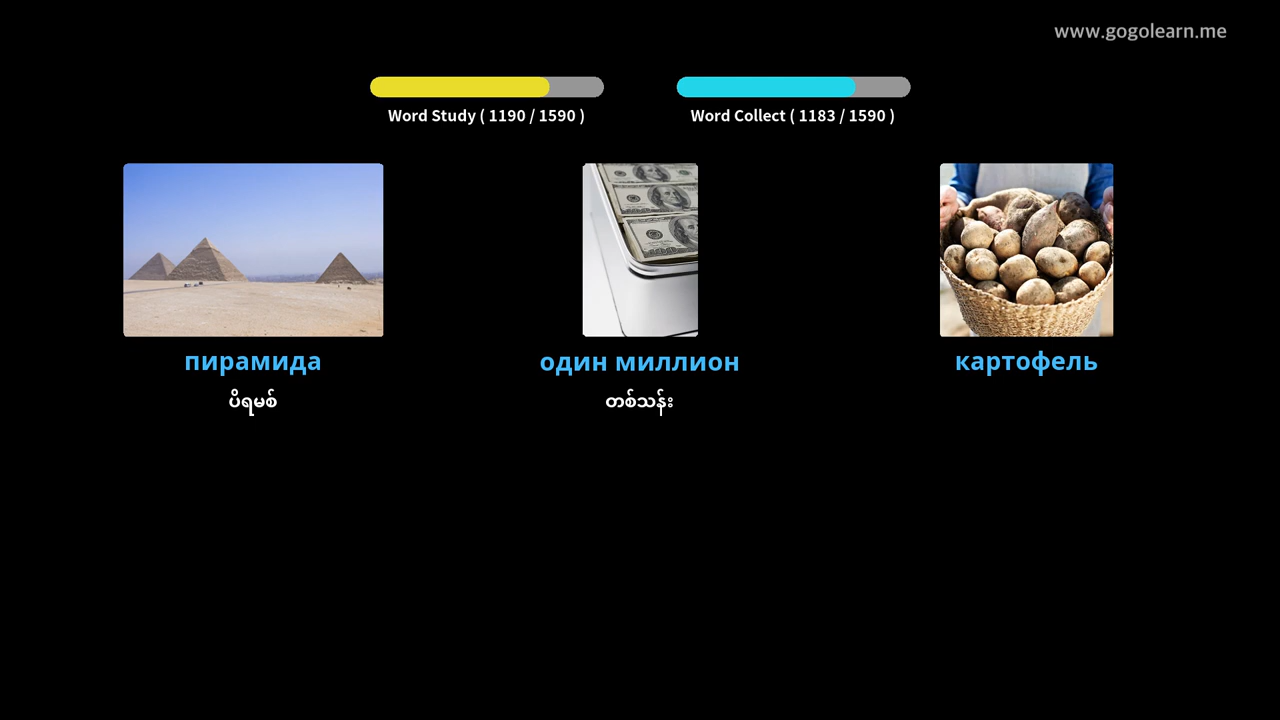 www.gogolearn.me
Word Study ( 1190 / 1590 )
Word Collect ( 1183 / 1590 )
пирамида
один миллион
картофель
ပိရမစ်
တစ်သန်း